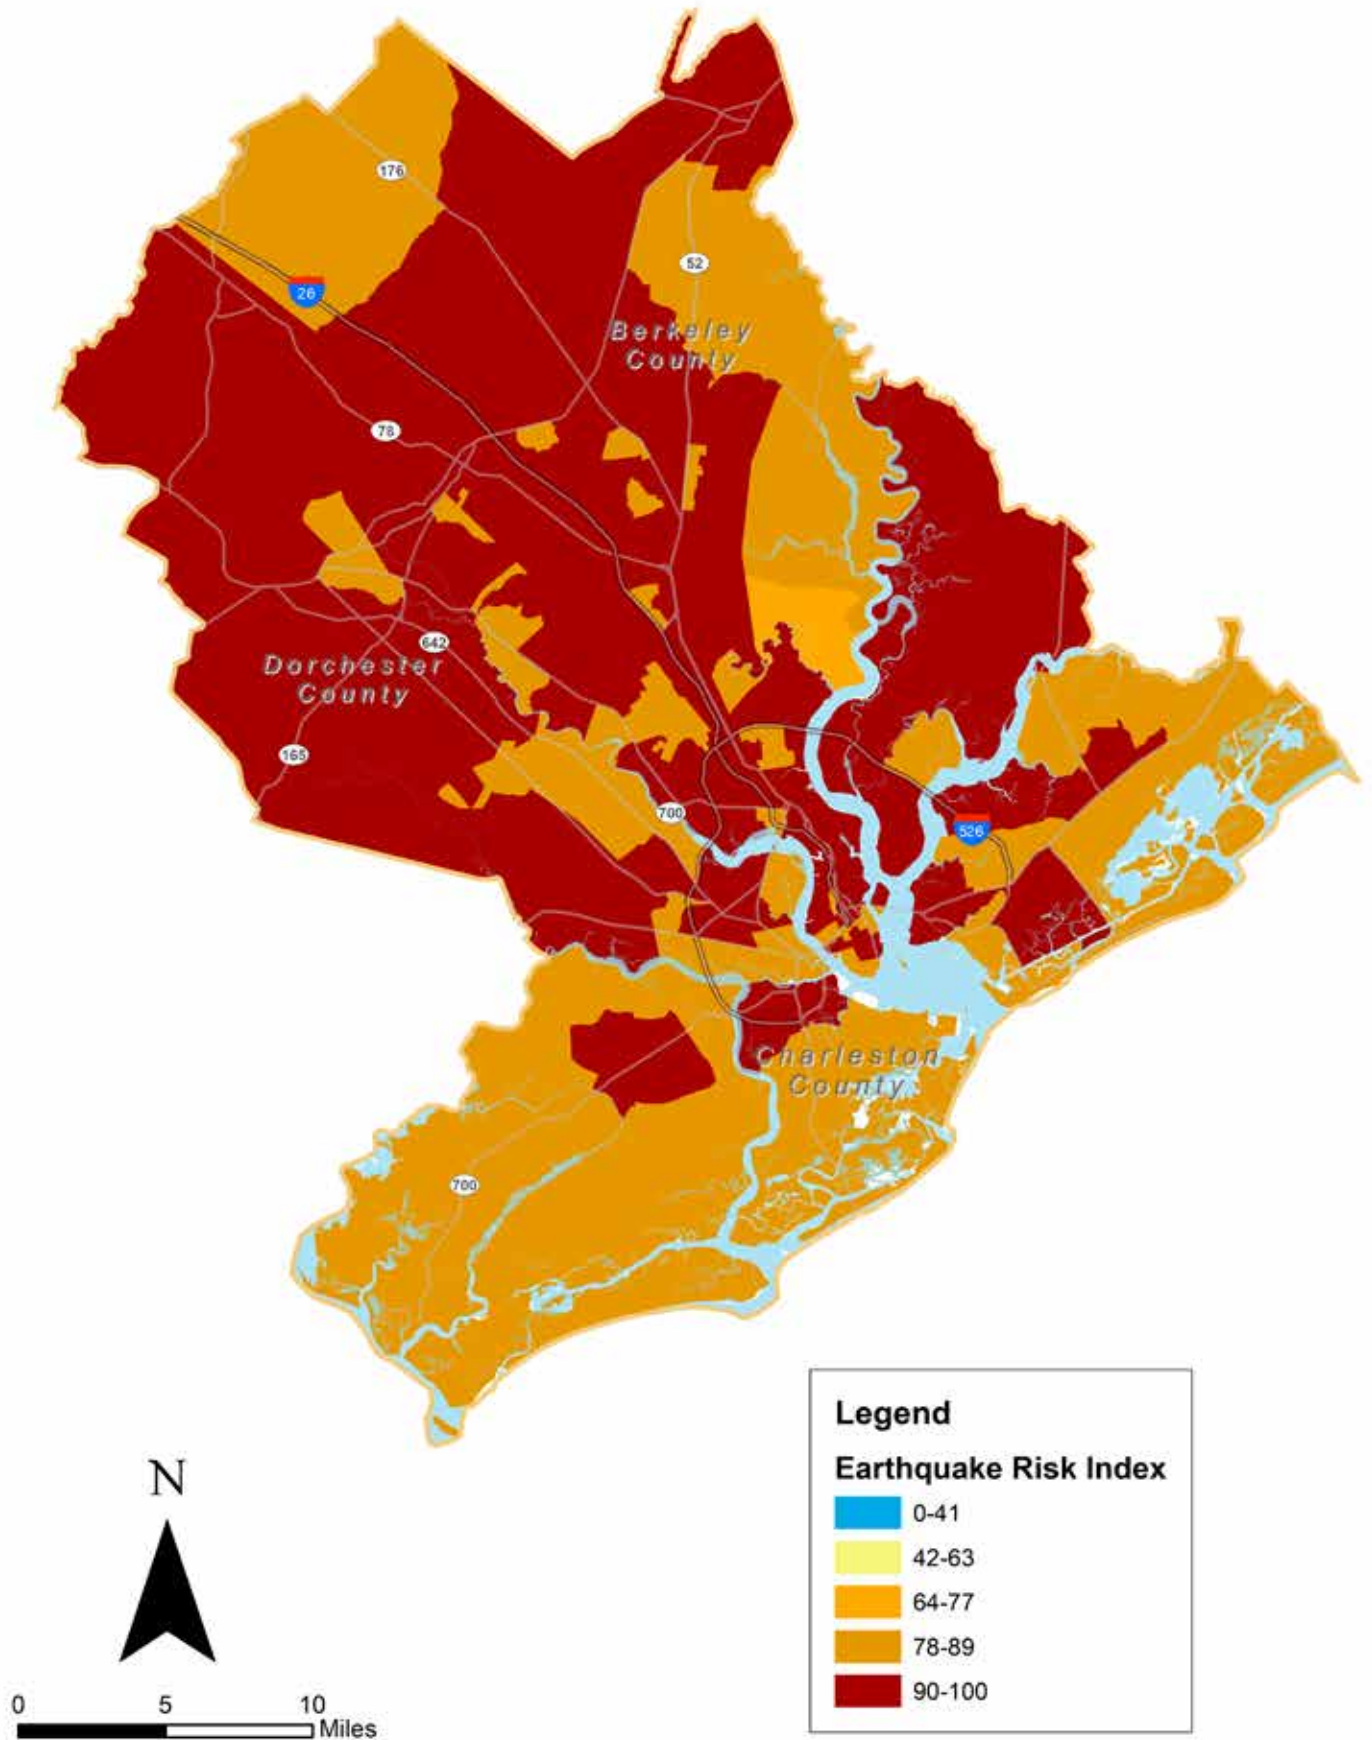 176
52
26
Berkeley
County
78
642
Dorchester
County
165
700
526
Charleston
County
700
Legend
Earthquake Risk Index
0-41
42-63
64-77
78-89
90-100
N
0 5 10
Miles